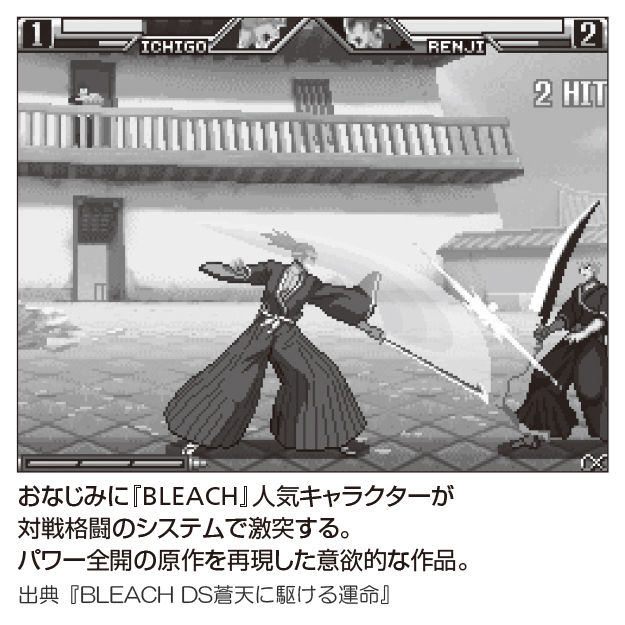 1 ICHIGO RENJI 2
2 HIT
おなじみに『BLEACH』人気キャラクターが
対戦格闘のシステムで激突する。
パワー全開の原作を再現した意欲的な作品。
出典『BLEACH DS蒼天に駆ける運命』